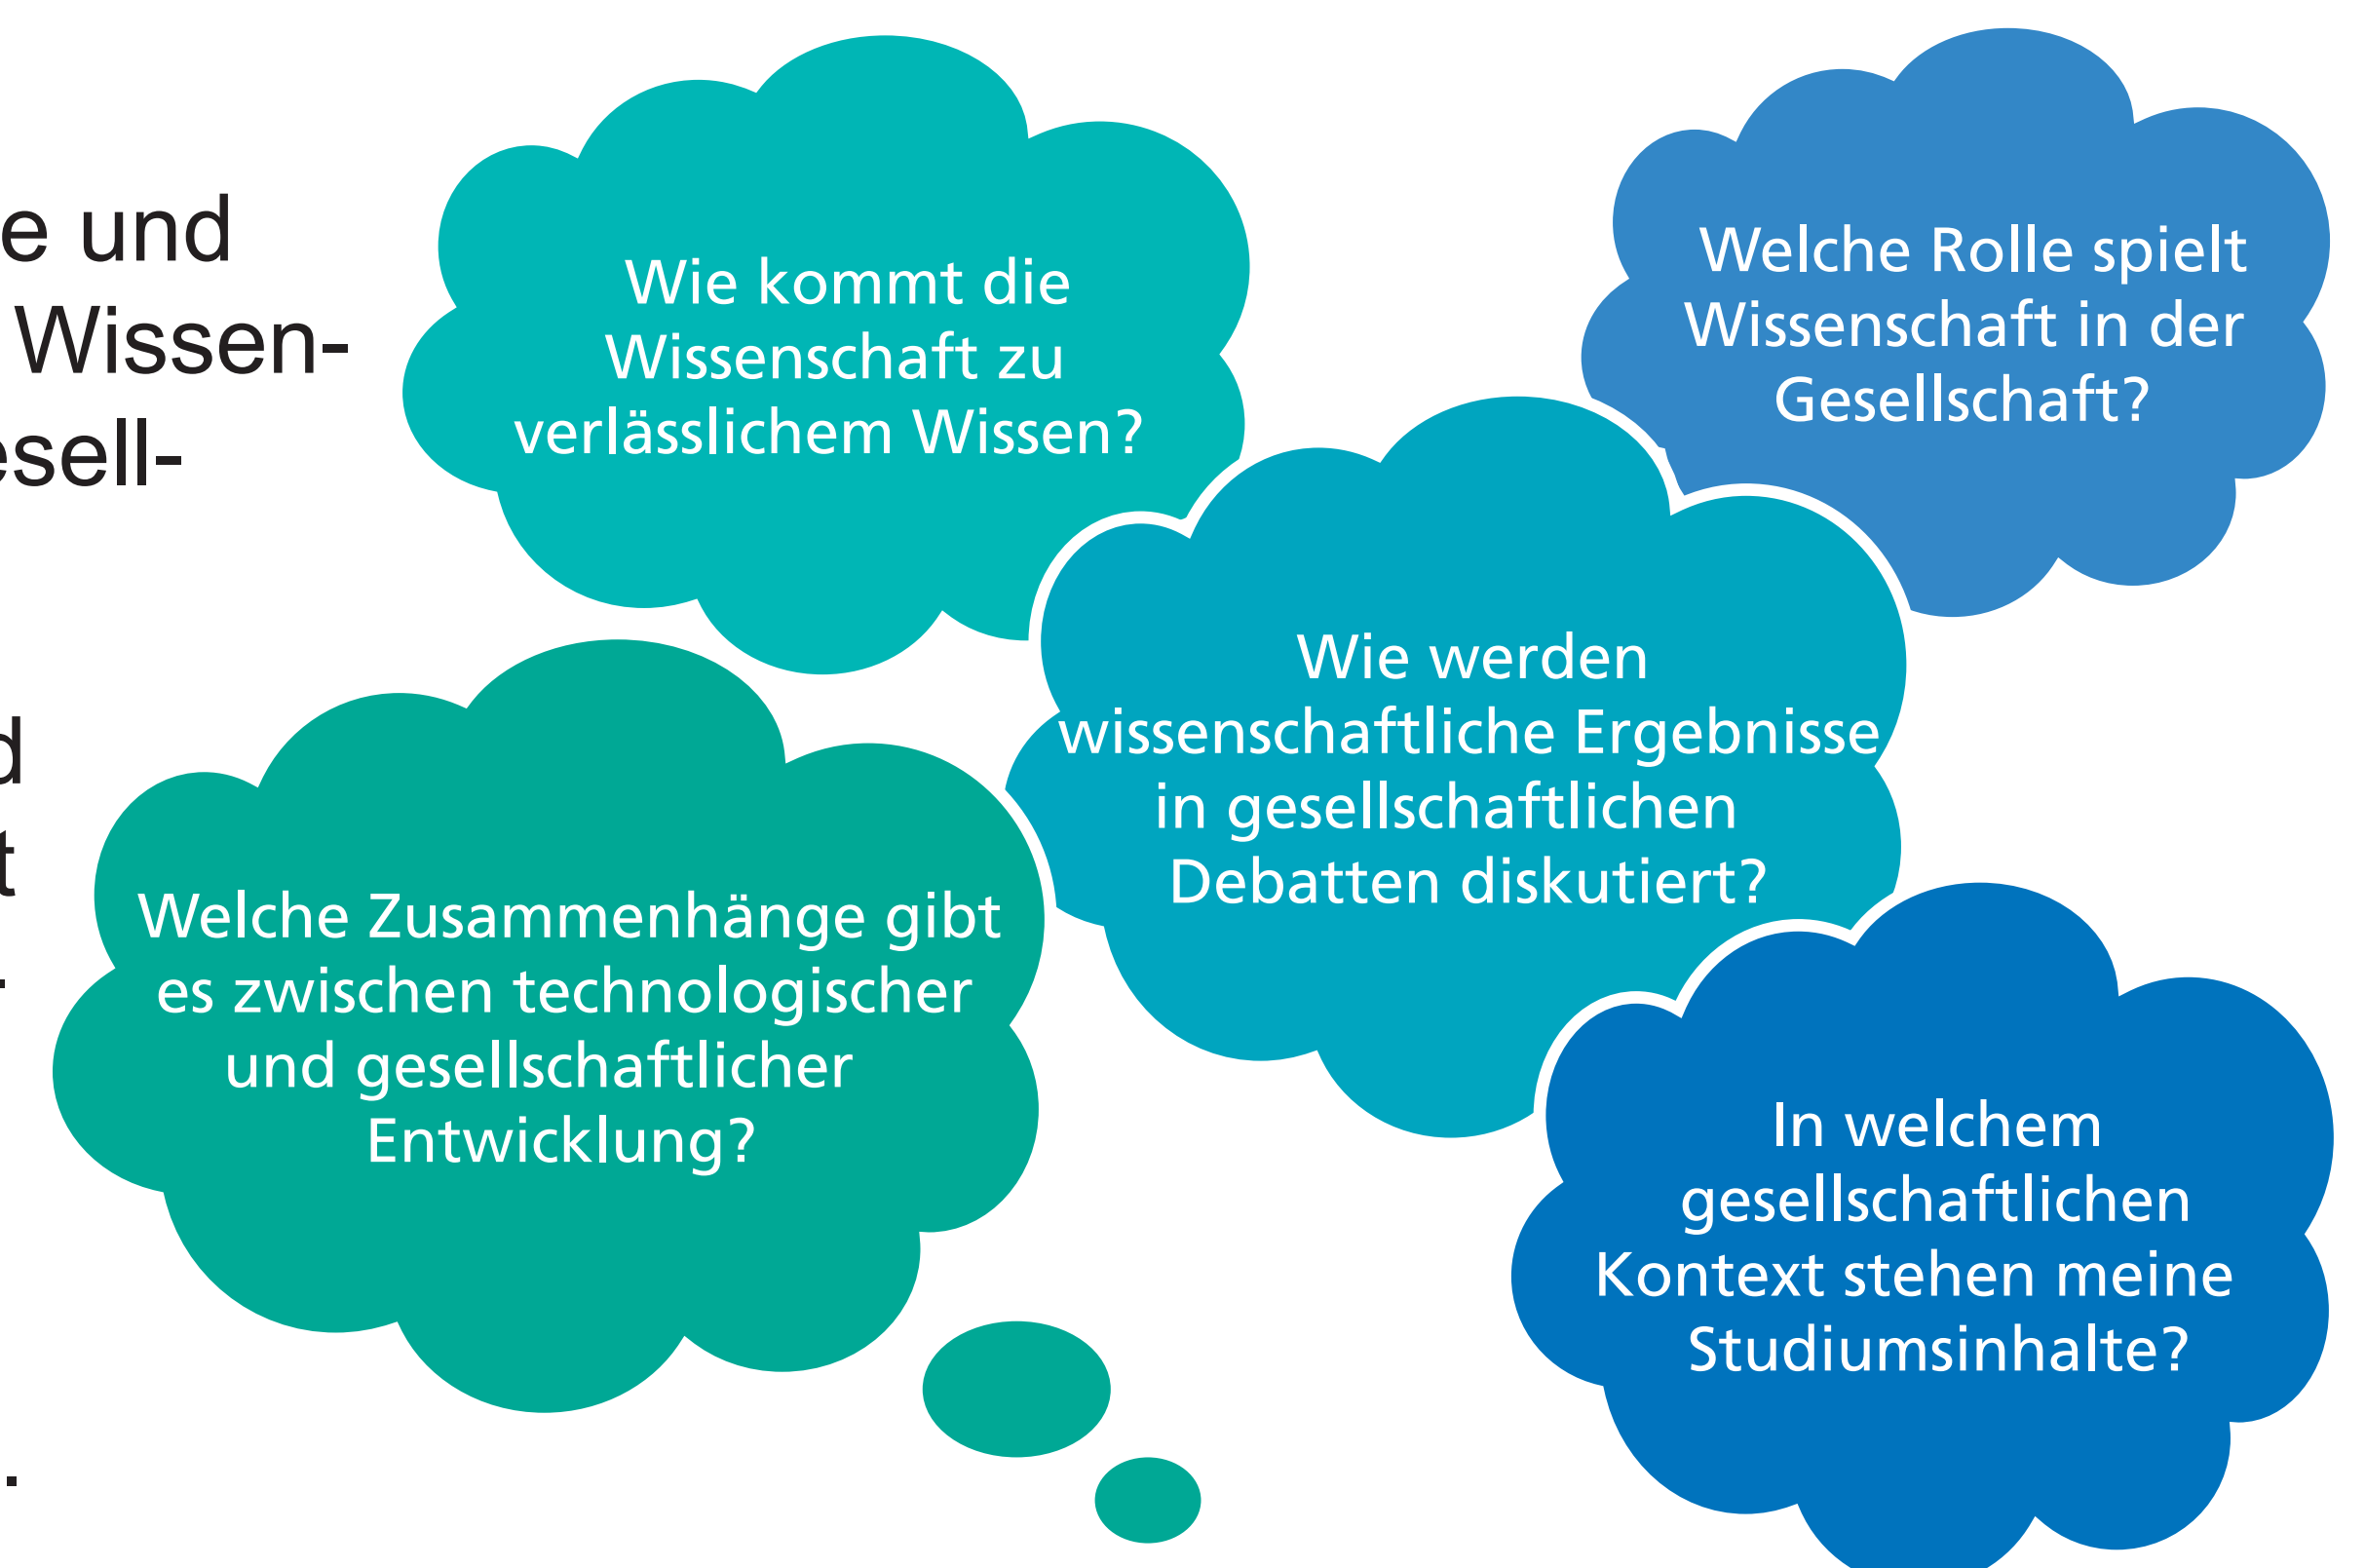 e und
Wissen-
esell-
d
t
.
.
Wie kommt die
Wissenschaft zu
verlässlichem Wissen?
Welche Rolle spielt
Wissenschaft in der
Gesellschaft?
Wie werden
wissenschaftliche Ergebnisse
in gesellschaftlichen
Debatten diskutiert?
Welche Zusammenhänge gibt
es zwischen technologischer
und gesellschaftlicher
Entwicklung?
In welchem
gesellschaftlichen
Kontext stehen meine
Studiumsinhalte?